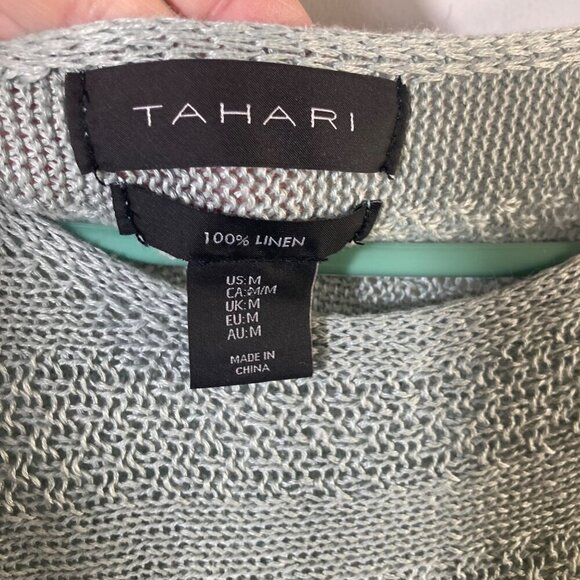 TAHARI
100% LINEN
US:M
CA:M/M
UK:M
EU:M
AU:M
MADE IN
CHINA